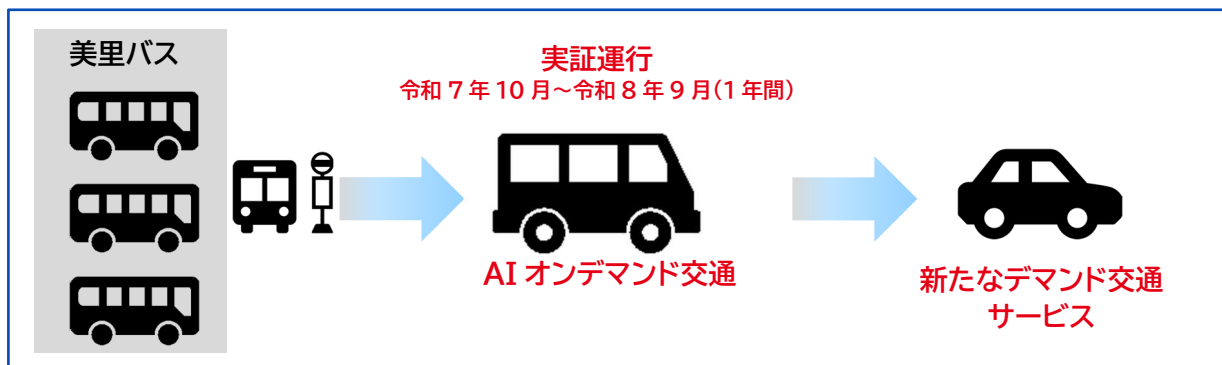 美里バス
実証運行
令和7年10月～令和8年9月(1年間)
AIオンデマンド交通
新たなデマンド交通
サービス